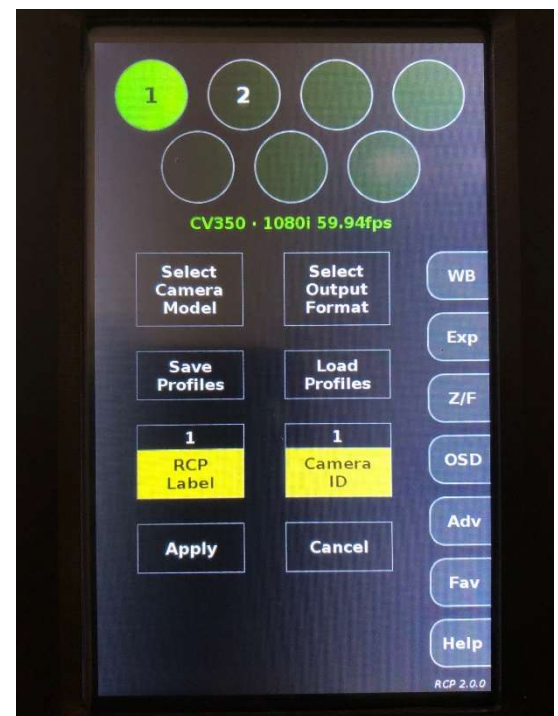 1
2
CV350 · 1080i 59.94fps
Select
Camera
Model
Select
Output
Format
WB
Exp
Save
Profiles
Load
Profiles
Z/F
1
RCP
Label
1
Camera
ID
OSD
Adv
Apply
Cancel
Fav
Help
RCP 2.0.0